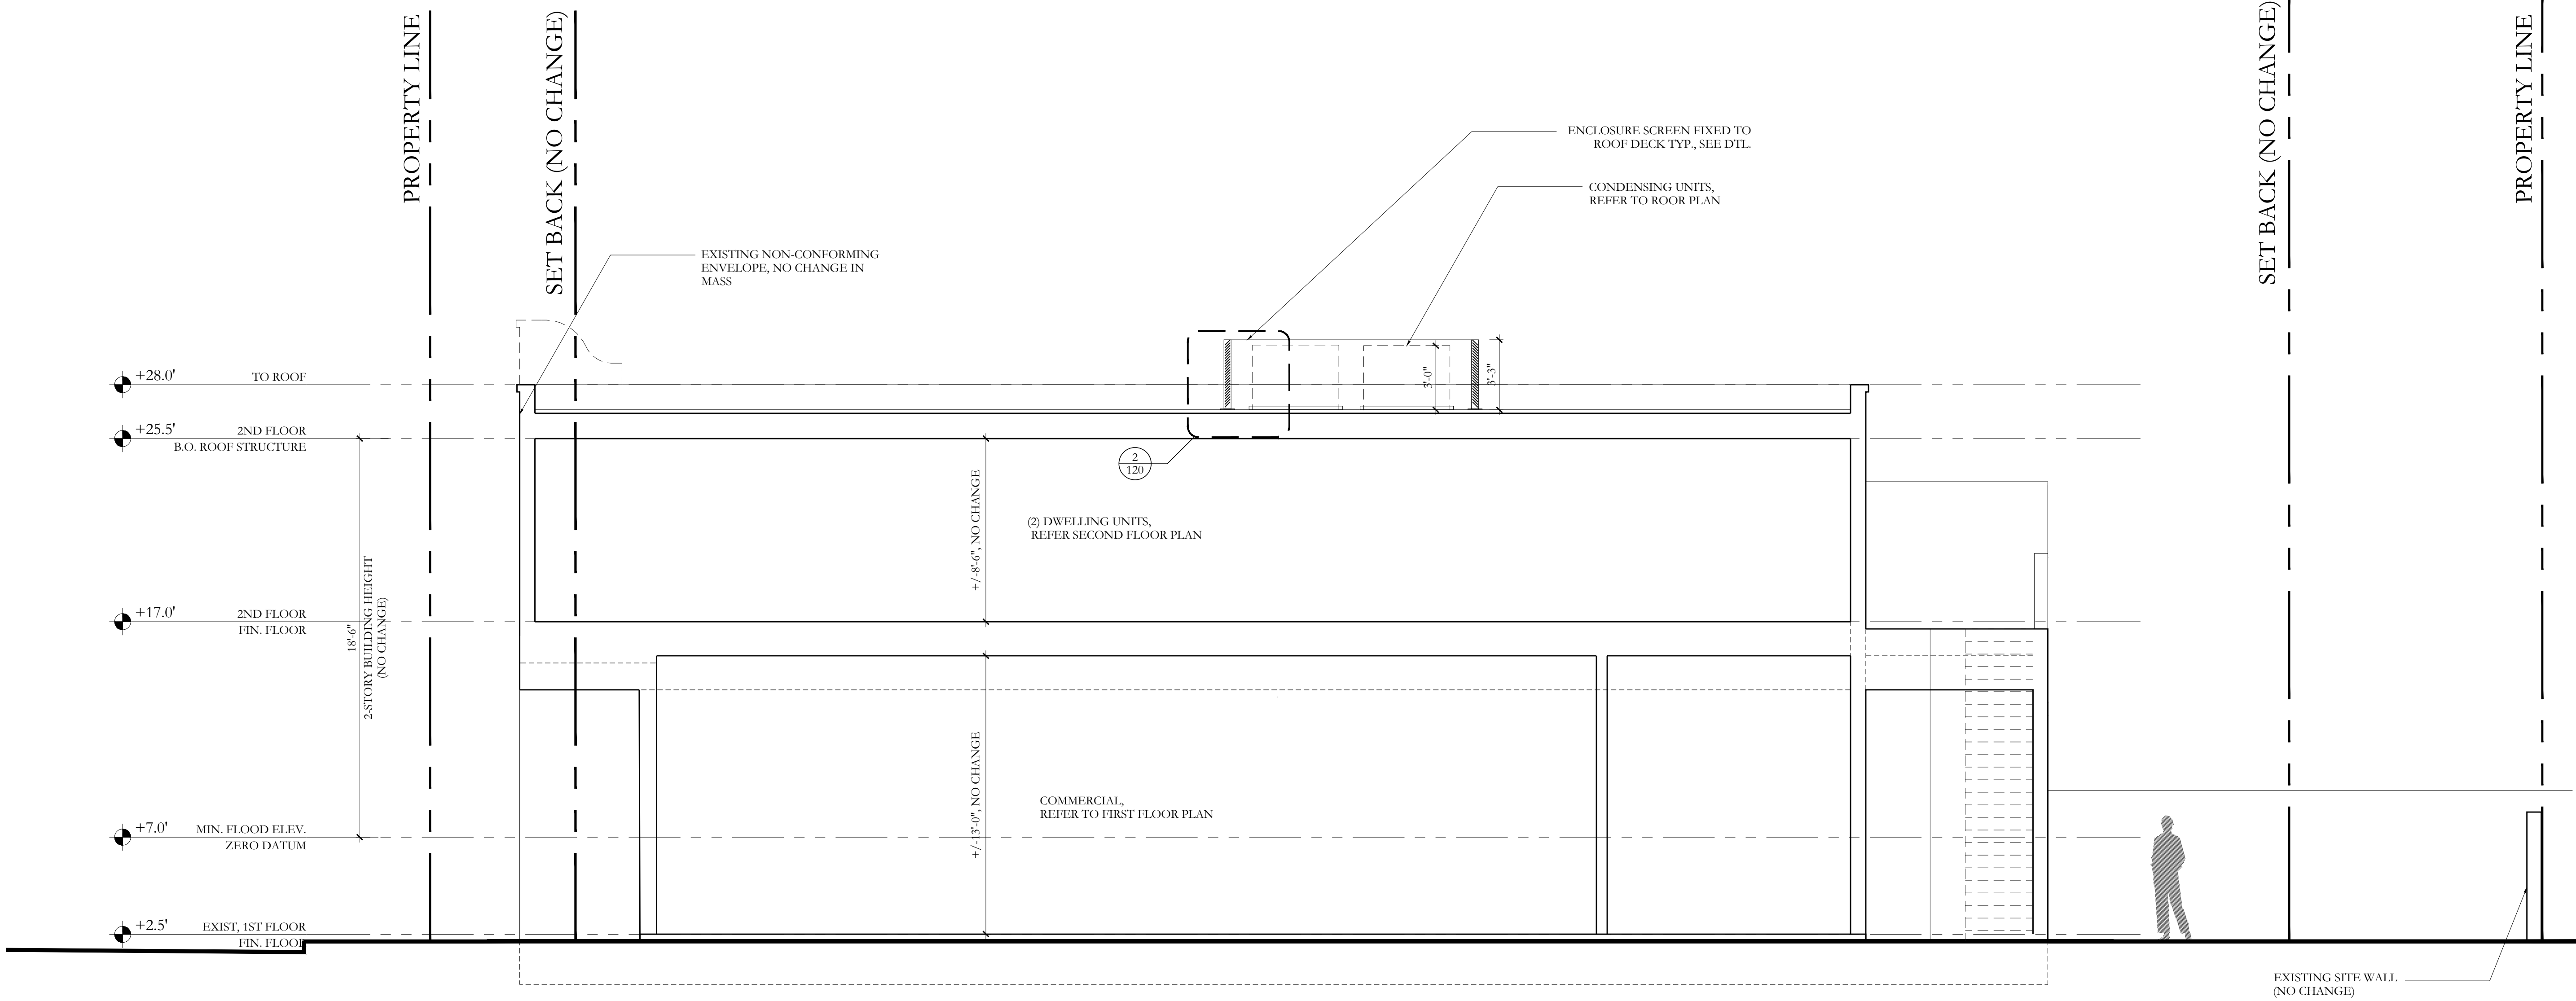 PROPERTY LINE
SET BACK (NO CHANGE)
SET BACK (NO CHANGE)
PROPERTY LINE
ENCLOSURE SCREEN FIXED TO
ROOF DECK TYP., SEE DTL.
CONDENSING UNITS,
REFER TO ROOR PLAN
EXISTING NON-CONFORMING
ENVELOPE, NO CHANGE IN
MASS
3'-0"
3'-3"
+28.0' TO ROOF
+25.5' 2ND FLOOR
B.O. ROOF STRUCTURE
2
120
+/-8'-6", NO CHANGE
(2) DWELLING UNITS,
REFER SECOND FLOOR PLAN
+17.0' 2ND FLOOR
FIN. FLOOR
18'-6"
2-STORY BUILDING HEIGHT
(NO CHANGE)
+/-13'-0", NO CHANGE
COMMERCIAL,
REFER TO FIRST FLOOR PLAN
+7.0' MIN. FLOOD ELEV.
ZERO DATUM
+2.5' EXIST, 1ST FLOOR
FIN. FLOOR
EXISTING SITE WALL
(NO CHANGE)